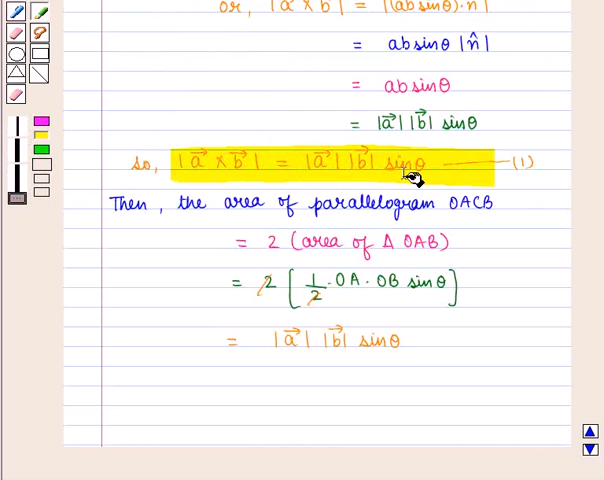 or, |a⃗ × b⃗| = |(ab sinθ)·n̂|
= ab sinθ |n̂|
= ab sinθ
= |a⃗| |b⃗| sinθ
so, |a⃗ × b⃗| = |a⃗| |b⃗| sinθ ——— (1)
Then, the area of parallelogram OACB
= 2 (area of Δ OAB)
= 2 [ 1/2 · OA · OB sinθ ]
= |a⃗| |b⃗| sinθ